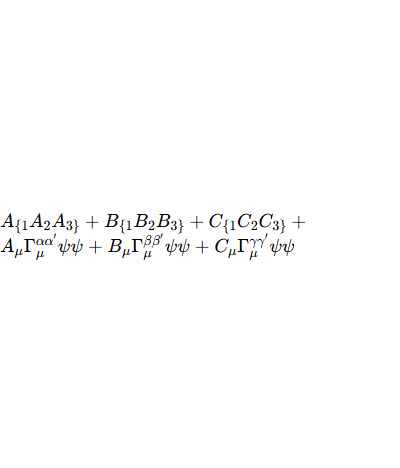 A_{\{1}A_2A_{3\}} + B_{\{1}B_2B_{3\}} + C_{\{1}C_2C_{3\}} +
A_\mu\Gamma_\mu^{\alpha\alpha'}\psi\psi + B_\mu\Gamma_\mu^{\beta\beta'}\psi\psi + C_\mu\Gamma_\mu^{\gamma\gamma'}\psi\psi